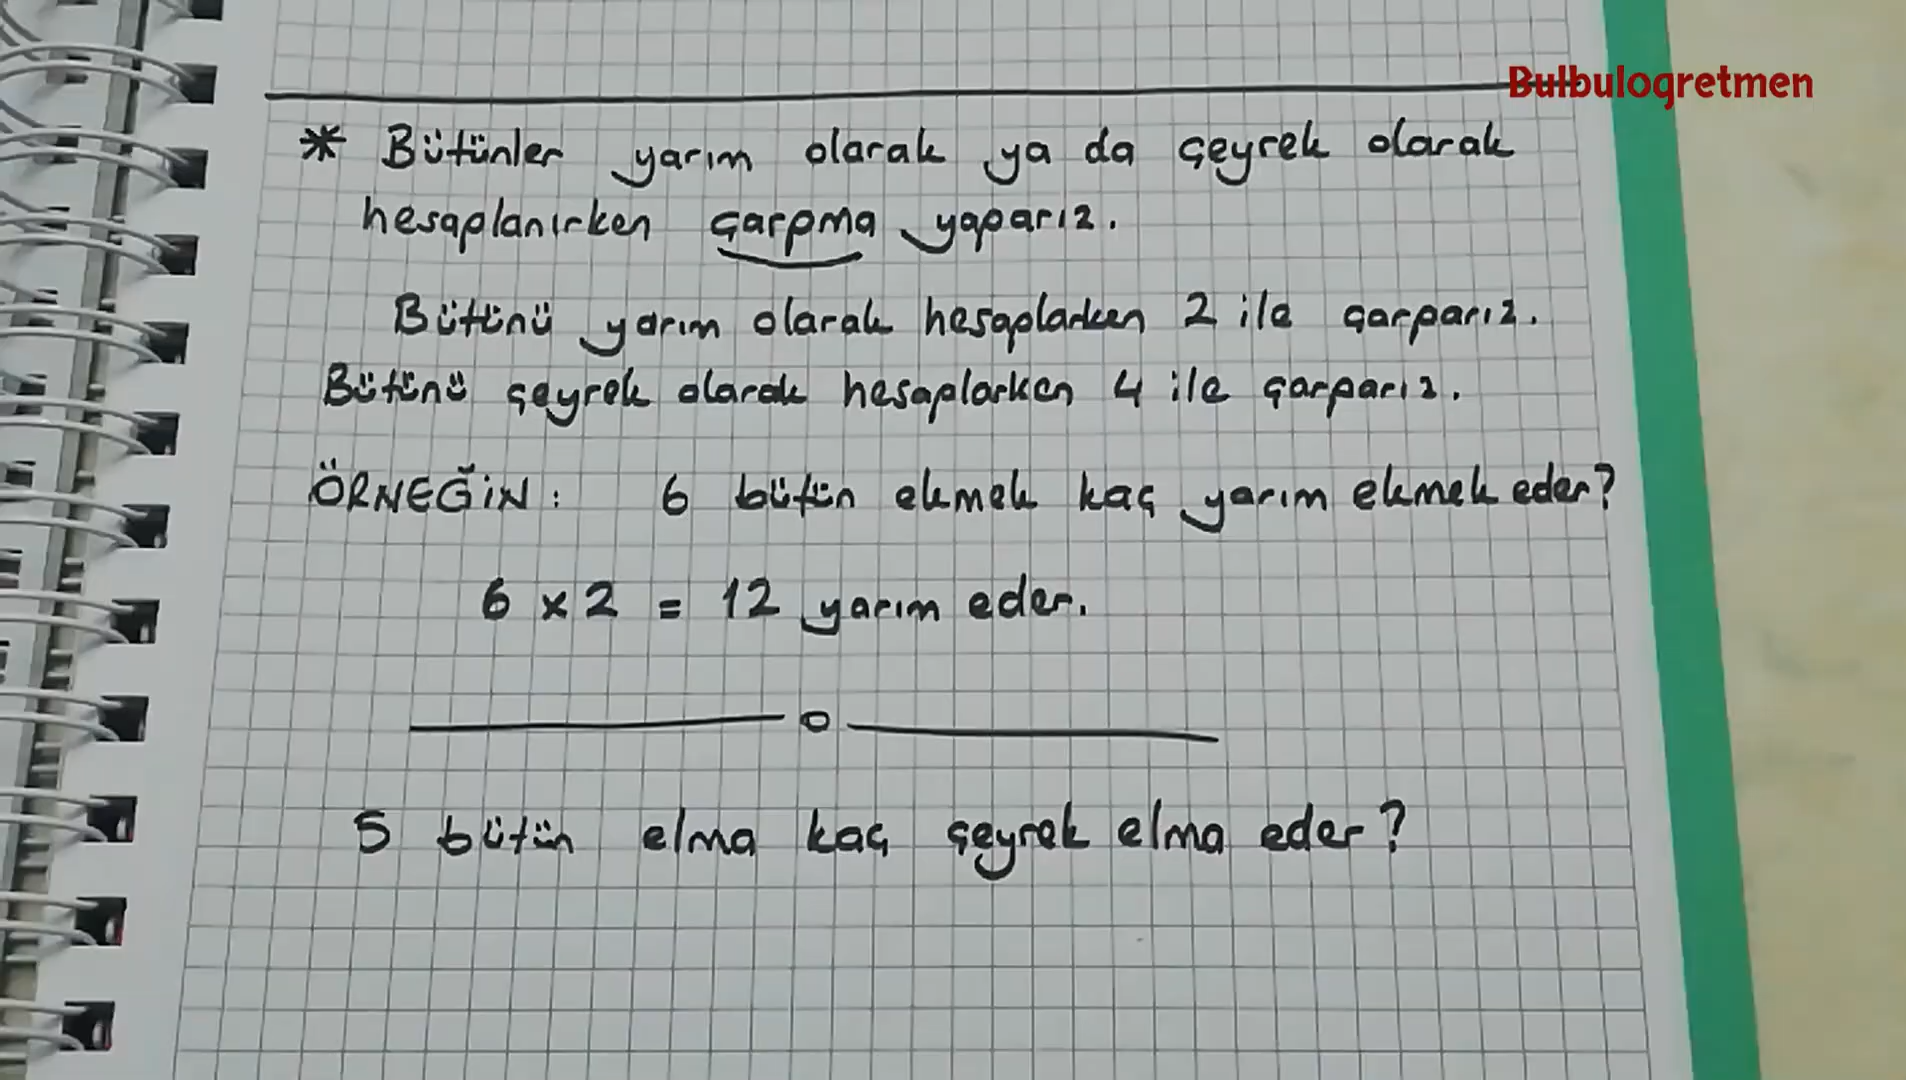 Bulbulogretmen
* Bütünler yarım olarak ya da çeyrek olarak
hesaplanırken çarpma yaparız.
Bütünü yarım olarak hesaplarken 2 ile çarparız.
Bütünü çeyrek olarak hesaplarken 4 ile çarparız.
ÖRNEĞİN: 6 bütün ekmek kaç yarım ekmek eder?
6 x 2 = 12 yarım eder.
5 bütün elma kaç çeyrek elma eder?